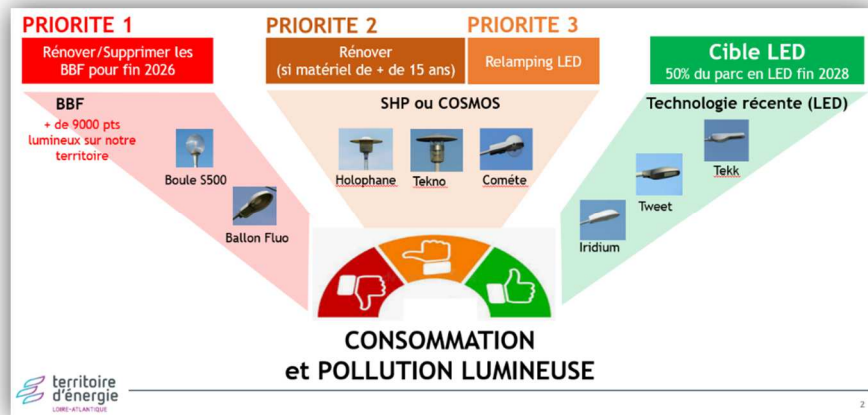 PRIORITE 1
Rénover/Supprimer les
BBF pour fin 2026
PRIORITE 2
Rénover
(si matériel de + de 15 ans)
PRIORITE 3
Relamping LED
Cible LED
50% du parc en LED fin 2028
BBF
+ de 9000 pts
lumineux sur notre
territoire
Boule S500
Ballon Fluo
SHP ou COSMOS
Holophane
Tekno
Cométe
Technologie récente (LED)
Tekk
Tweet
Iridium
CONSOMMATION
et POLLUTION LUMINEUSE
territoire
d'énergie
LOIRE-ATLANTIQUE
2